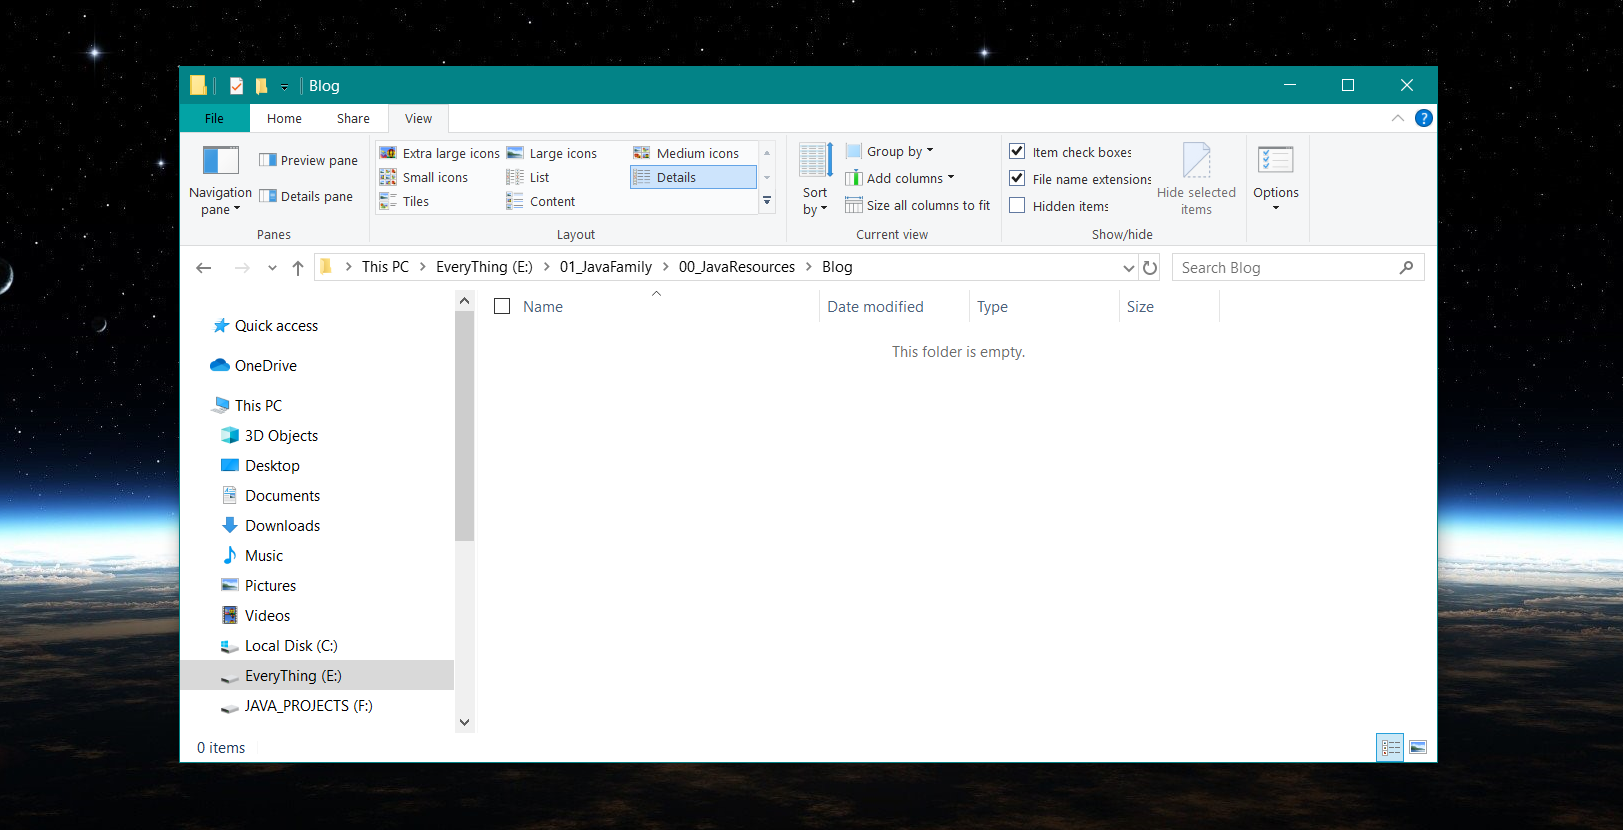 Blog
File Home Share View
?
Navigation pane
Preview pane
Details pane
Panes
Extra large icons Large icons Medium icons
Small icons List Details
Tiles Content
Layout
Sort by
Group by
Add columns
Size all columns to fit
Current view
Item check boxes
File name extensions
Hidden items
Hide selected items
Show/hide
Options
This PC > EveryThing (E:) > 01_JavaFamily > 00_JavaResources > Blog
Search Blog
Name Date modified Type Size
This folder is empty.
Quick access
OneDrive
This PC
3D Objects
Desktop
Documents
Downloads
Music
Pictures
Videos
Local Disk (C:)
EveryThing (E:)
JAVA_PROJECTS (F:)
0 items